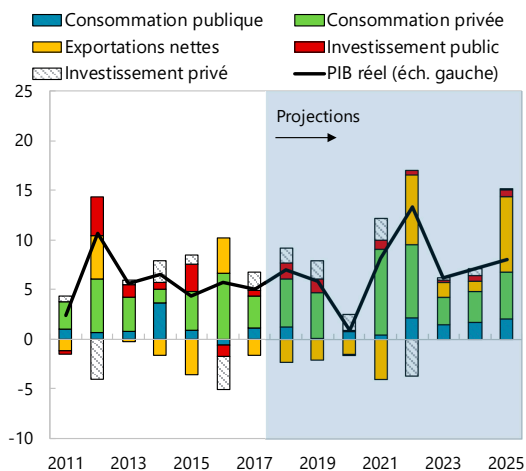 Consommation publique
Consommation privée
Exportations nettes
Investissement public
Investissement privé
PIB réel (éch. gauche)
25
20
15
10
5
0
-5
-10
Projections
2011 2013 2015 2017 2019 2021 2023 2025